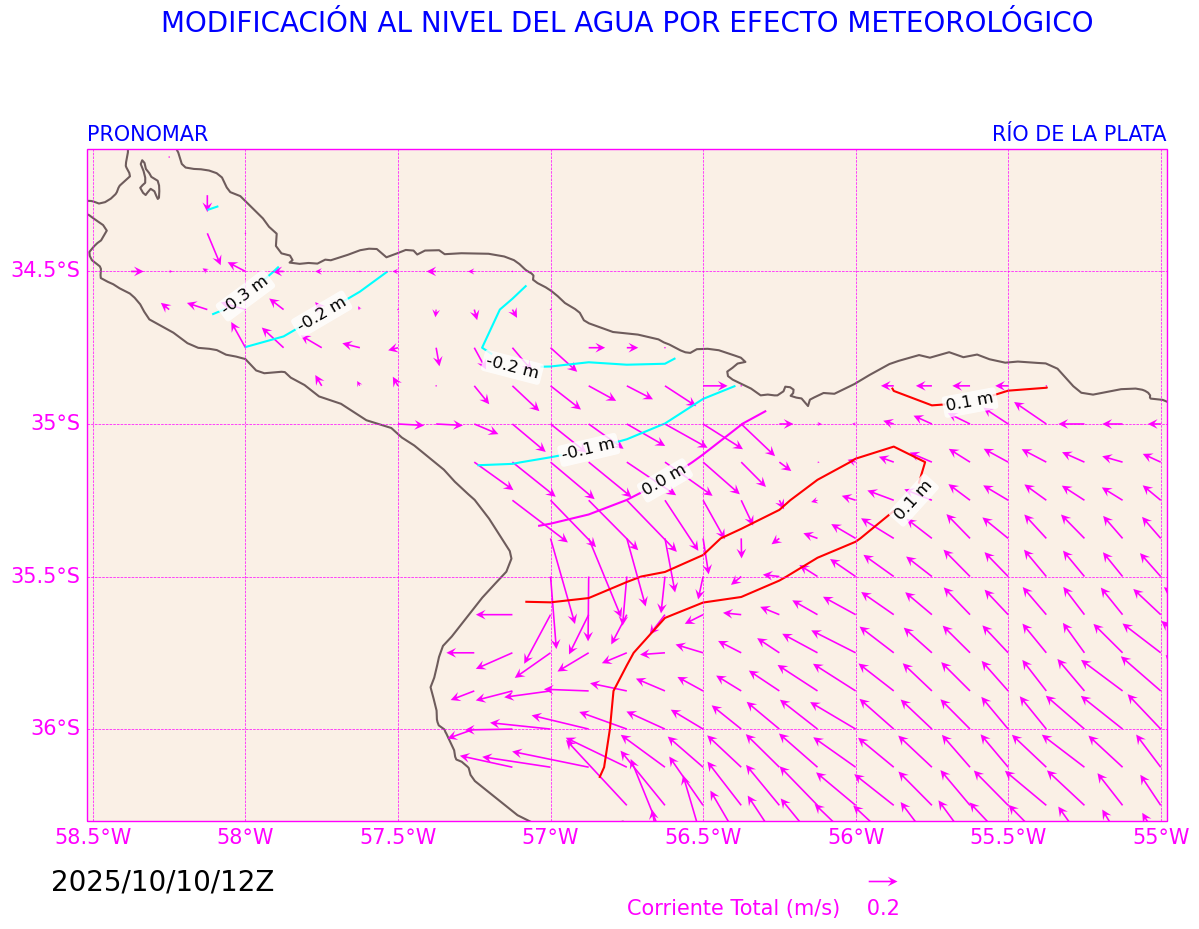 MODIFICACIÓN AL NIVEL DEL AGUA POR EFECTO METEOROLÓGICO
PRONOMAR
RÍO DE LA PLATA
34.5°S
35°S
35.5°S
36°S
-0.3 m
-0.2 m
-0.2 m
-0.1 m
0.0 m
0.1 m
0.1 m
58.5°W
58°W
57.5°W
57°W
56.5°W
56°W
55.5°W
55°W
2025/10/10/12Z
Corriente Total (m/s) 0.2